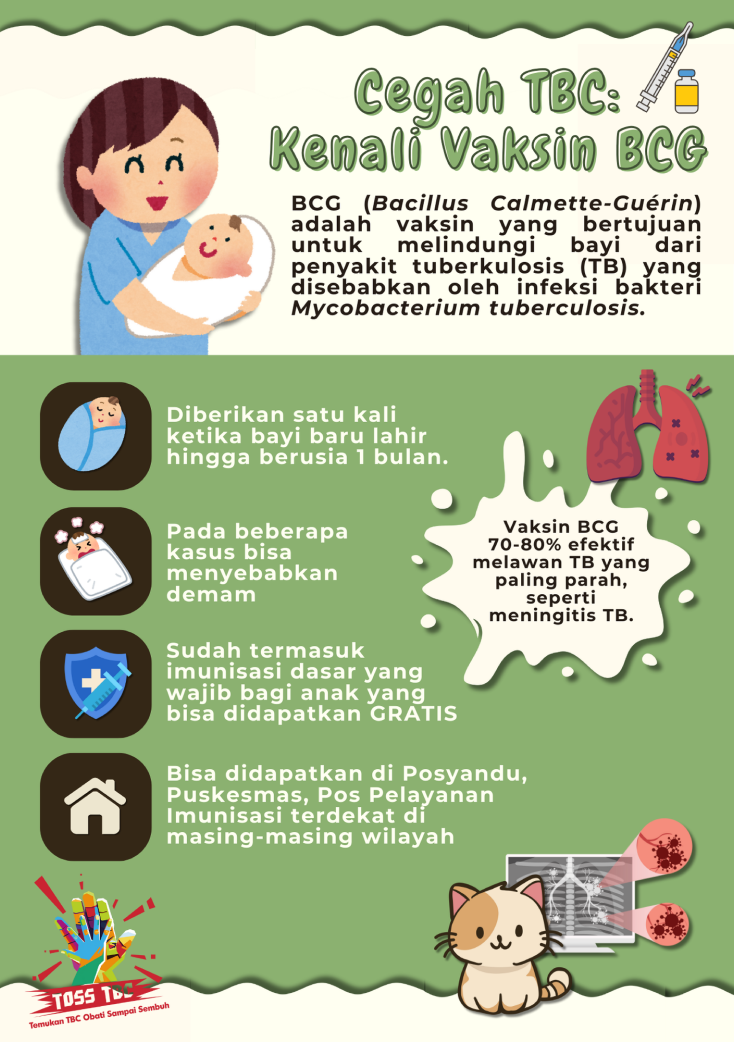 Cegah TBC:
Kenali Vaksin BCG
BCG (Bacillus Calmette-Guérin)
adalah vaksin yang bertujuan
untuk melindungi bayi dari
penyakit tuberkulosis (TB) yang
disebabkan oleh infeksi bakteri
Mycobacterium tuberculosis.
Diberikan satu kali
ketika bayi baru lahir
hingga berusia 1 bulan.
Vaksin BCG
70-80% efektif
melawan TB yang
paling parah,
seperti
meningitis TB.
Pada beberapa
kasus bisa
menyebabkan
demam
Sudah termasuk
imunisasi dasar yang
wajib bagi anak yang
bisa didapatkan GRATIS
Bisa didapatkan di Posyandu,
Puskesmas, Pos Pelayanan
Imunisasi terdekat di
masing-masing wilayah
TOSS TBC
Temukan TBC Obati Sampai Sembuh